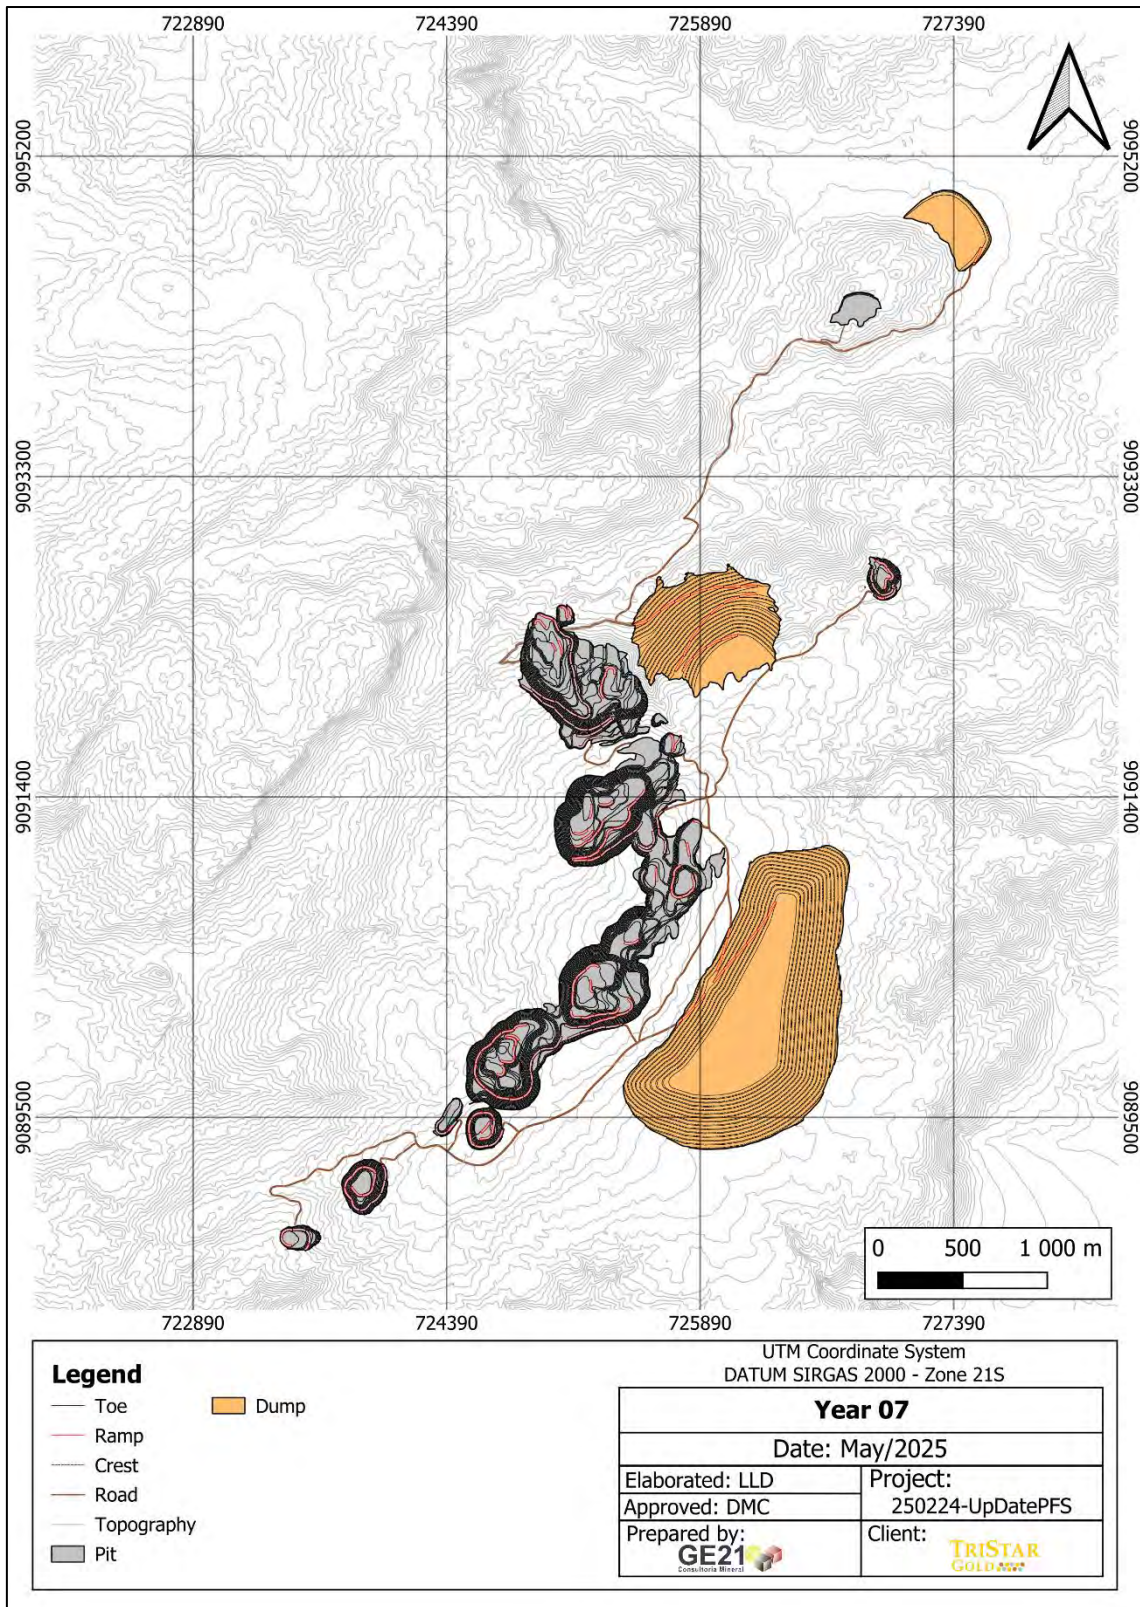 722890 724390 725890 727390
9095200 9095200
9093300 9093300
9091400 9091400
9089500 9089500
0 500 1 000 m
722890 724390 725890 727390
Legend
Toe
Ramp
Crest
Road
Topography
Pit
Dump
UTM Coordinate System
DATUM SIRGAS 2000 - Zone 21S
Year 07
Date: May/2025
Elaborated: LLD
Approved: DMC
Project:
250224-UpDatePFS
Prepared by:
GE21
Consultoria Mineral
Client:
TRISTAR
GOLD